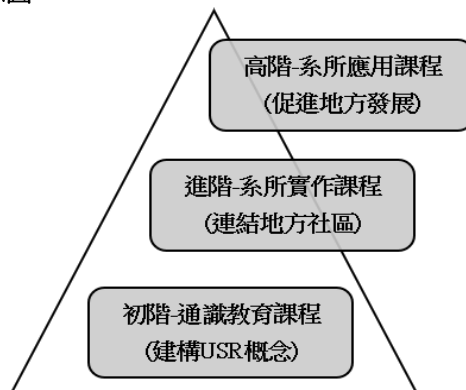 圖
高階-系所應用課程
(促進地方發展)
進階-系所實作課程
(連結地方社區)
初階-通識教育課程
(建構USR概念)